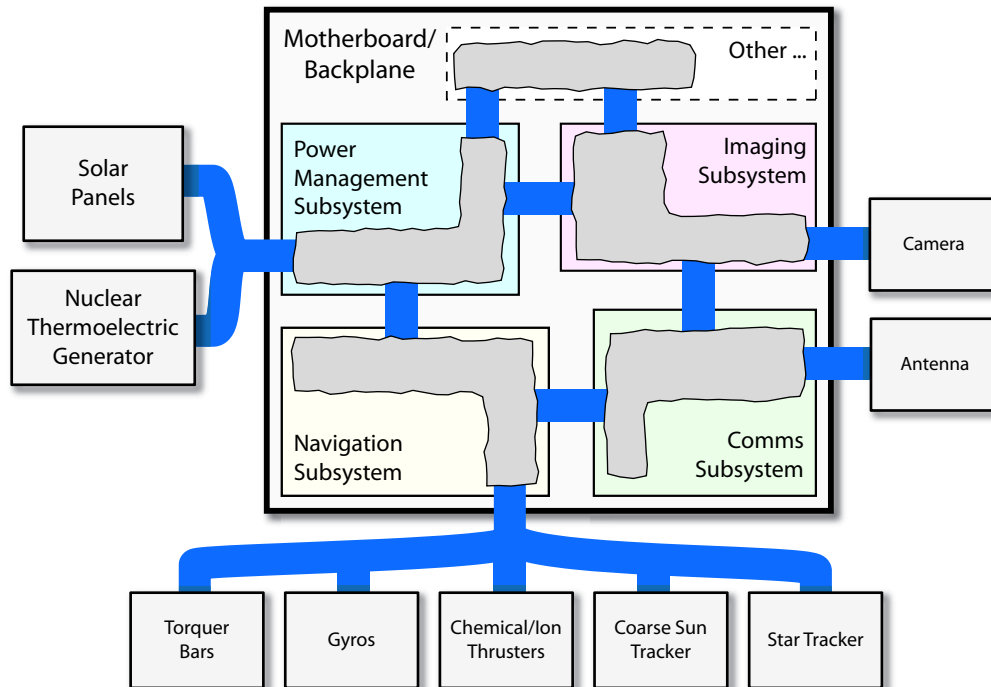 Motherboard/
Backplane
Other ...
Power
Management
Subsystem
Imaging
Subsystem
Solar
Panels
Nuclear
Thermoelectric
Generator
Camera
Antenna
Navigation
Subsystem
Comms
Subsystem
Torquer
Bars
Gyros
Chemical/Ion
Thrusters
Coarse Sun
Tracker
Star Tracker